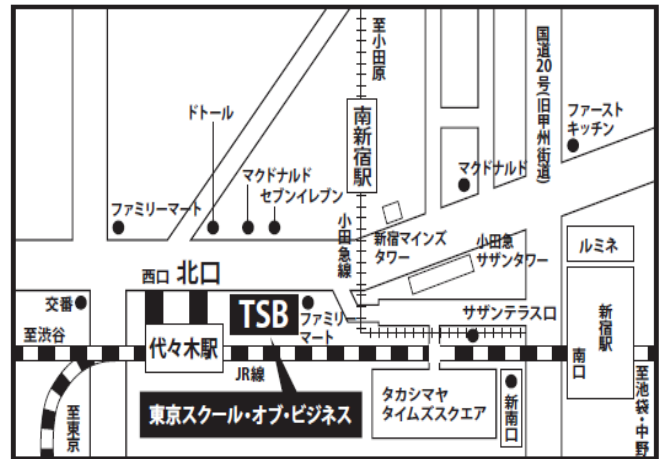 至小田原
国道20号(旧甲州街道)
ドトール
南新宿駅
ファースト
キッチン
マクドナルド
セブンイレブン
マクドナルド
ファミリーマート
小田急線
新宿マインズ
タワー
小田急
サザンタワー
ルミネ
西口 北口
交番
TSB
ファミリー
マート
サザンテラス口
新宿駅
南口
至渋谷
代々木駅
JR線
至東京
東京スクール・オブ・ビジネス
タカシマヤ
タイムズスクエア
新南口
至池袋・中野